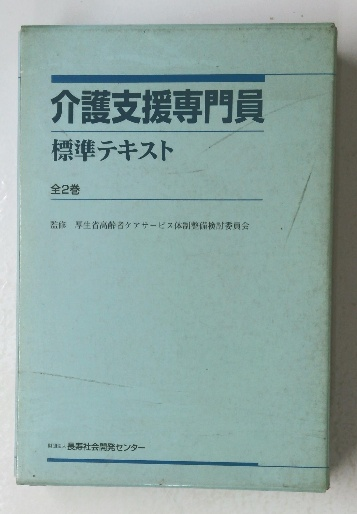 介護支援専門員
標準テキスト
全2巻
監修 厚生省高齢者ケアサービス体制整備検討委員会
財団法人 長寿社会開発センター